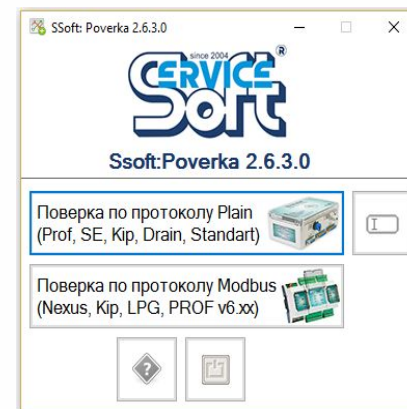 SSoft: Poverka 2.6.3.0
since 2004
SERVICE
Soft
®
Ssoft:Poverka 2.6.3.0
Поверка по протоколу Plain
(Prof, SE, Kip, Drain, Standart)
Поверка по протоколу Modbus
(Nexus, Kip, LPG, PROF v6.xx)
?